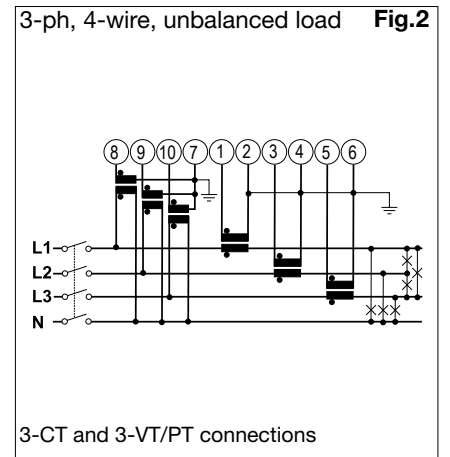 3-ph, 4-wire, unbalanced load Fig.2
8 9 10 7 1 2 3 4 5 6
L1
L2
L3
N
3-CT and 3-VT/PT connections